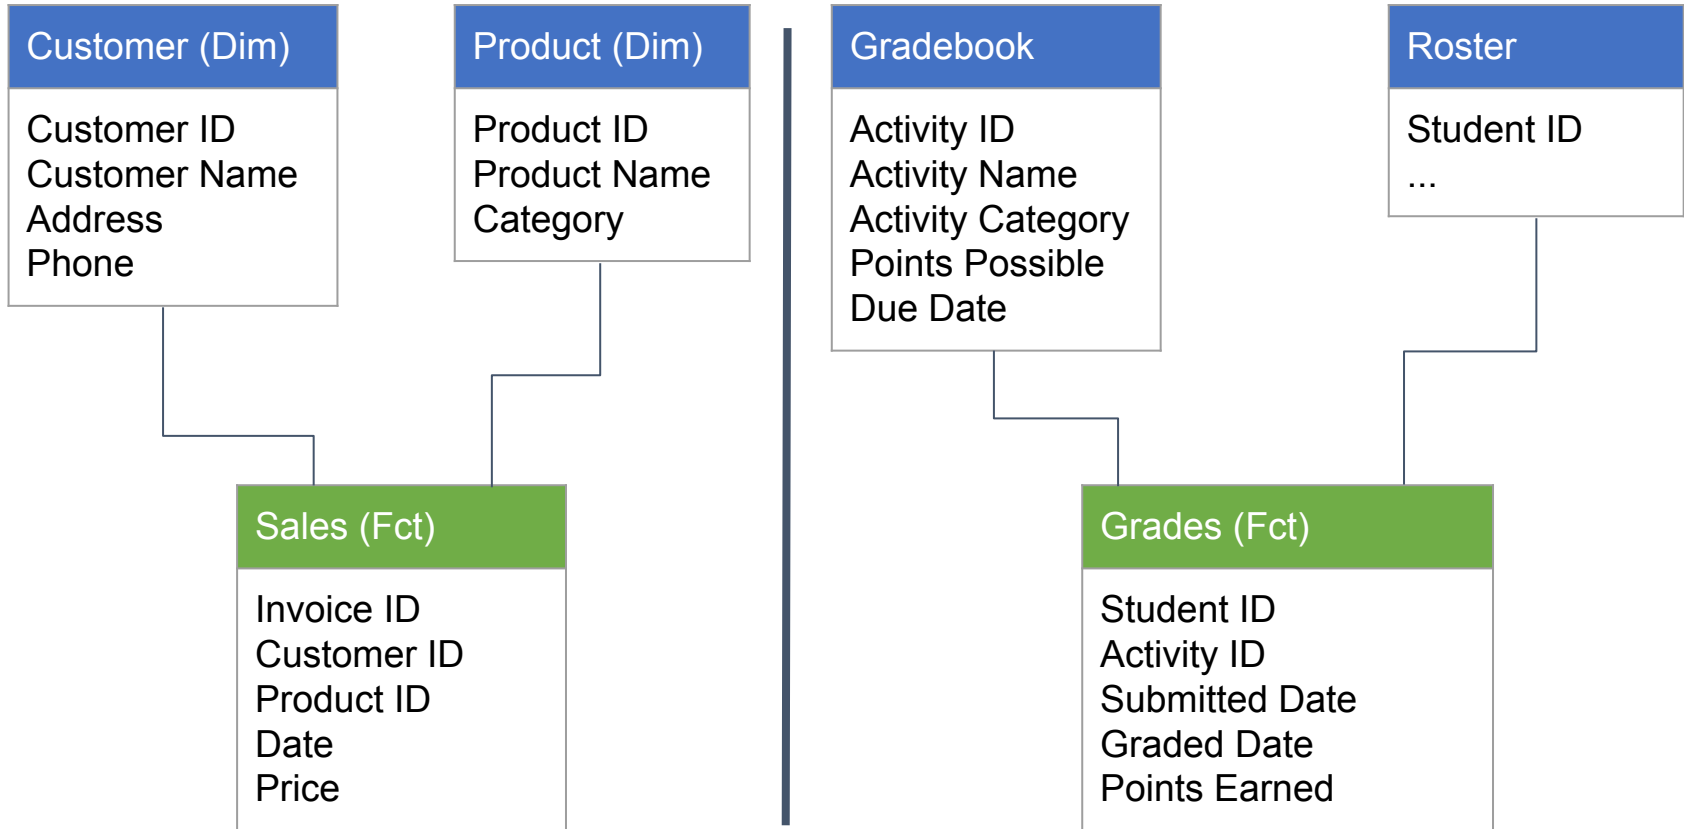 Customer (Dim)
Customer ID
Customer Name
Address
Phone
Product (Dim)
Product ID
Product Name
Category
Sales (Fct)
Invoice ID
Customer ID
Product ID
Date
Price
Gradebook
Activity ID
Activity Name
Activity Category
Points Possible
Due Date
Roster
Student ID
...
Grades (Fct)
Student ID
Activity ID
Submitted Date
Graded Date
Points Earned